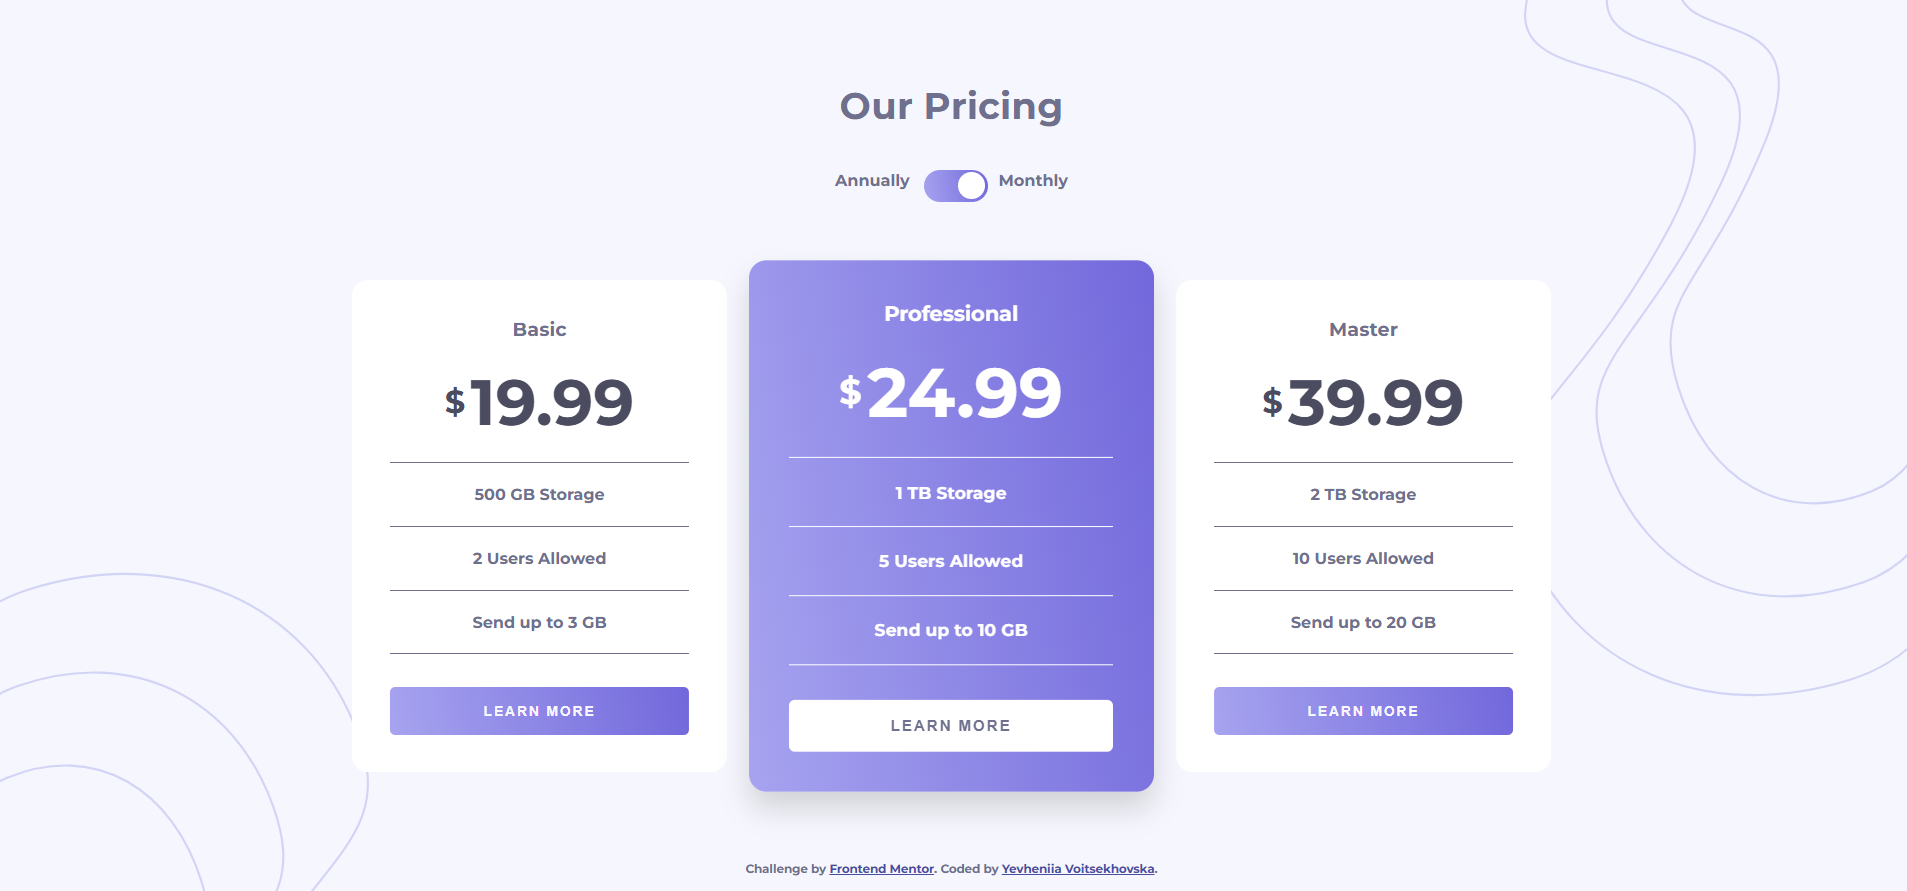 Our Pricing
Annually Monthly
Basic
$19.99
500 GB Storage
2 Users Allowed
Send up to 3 GB
LEARN MORE
Professional
$24.99
1 TB Storage
5 Users Allowed
Send up to 10 GB
LEARN MORE
Master
$39.99
2 TB Storage
10 Users Allowed
Send up to 20 GB
LEARN MORE
Challenge by Frontend Mentor. Coded by Yevheniia Voitsekhovska.